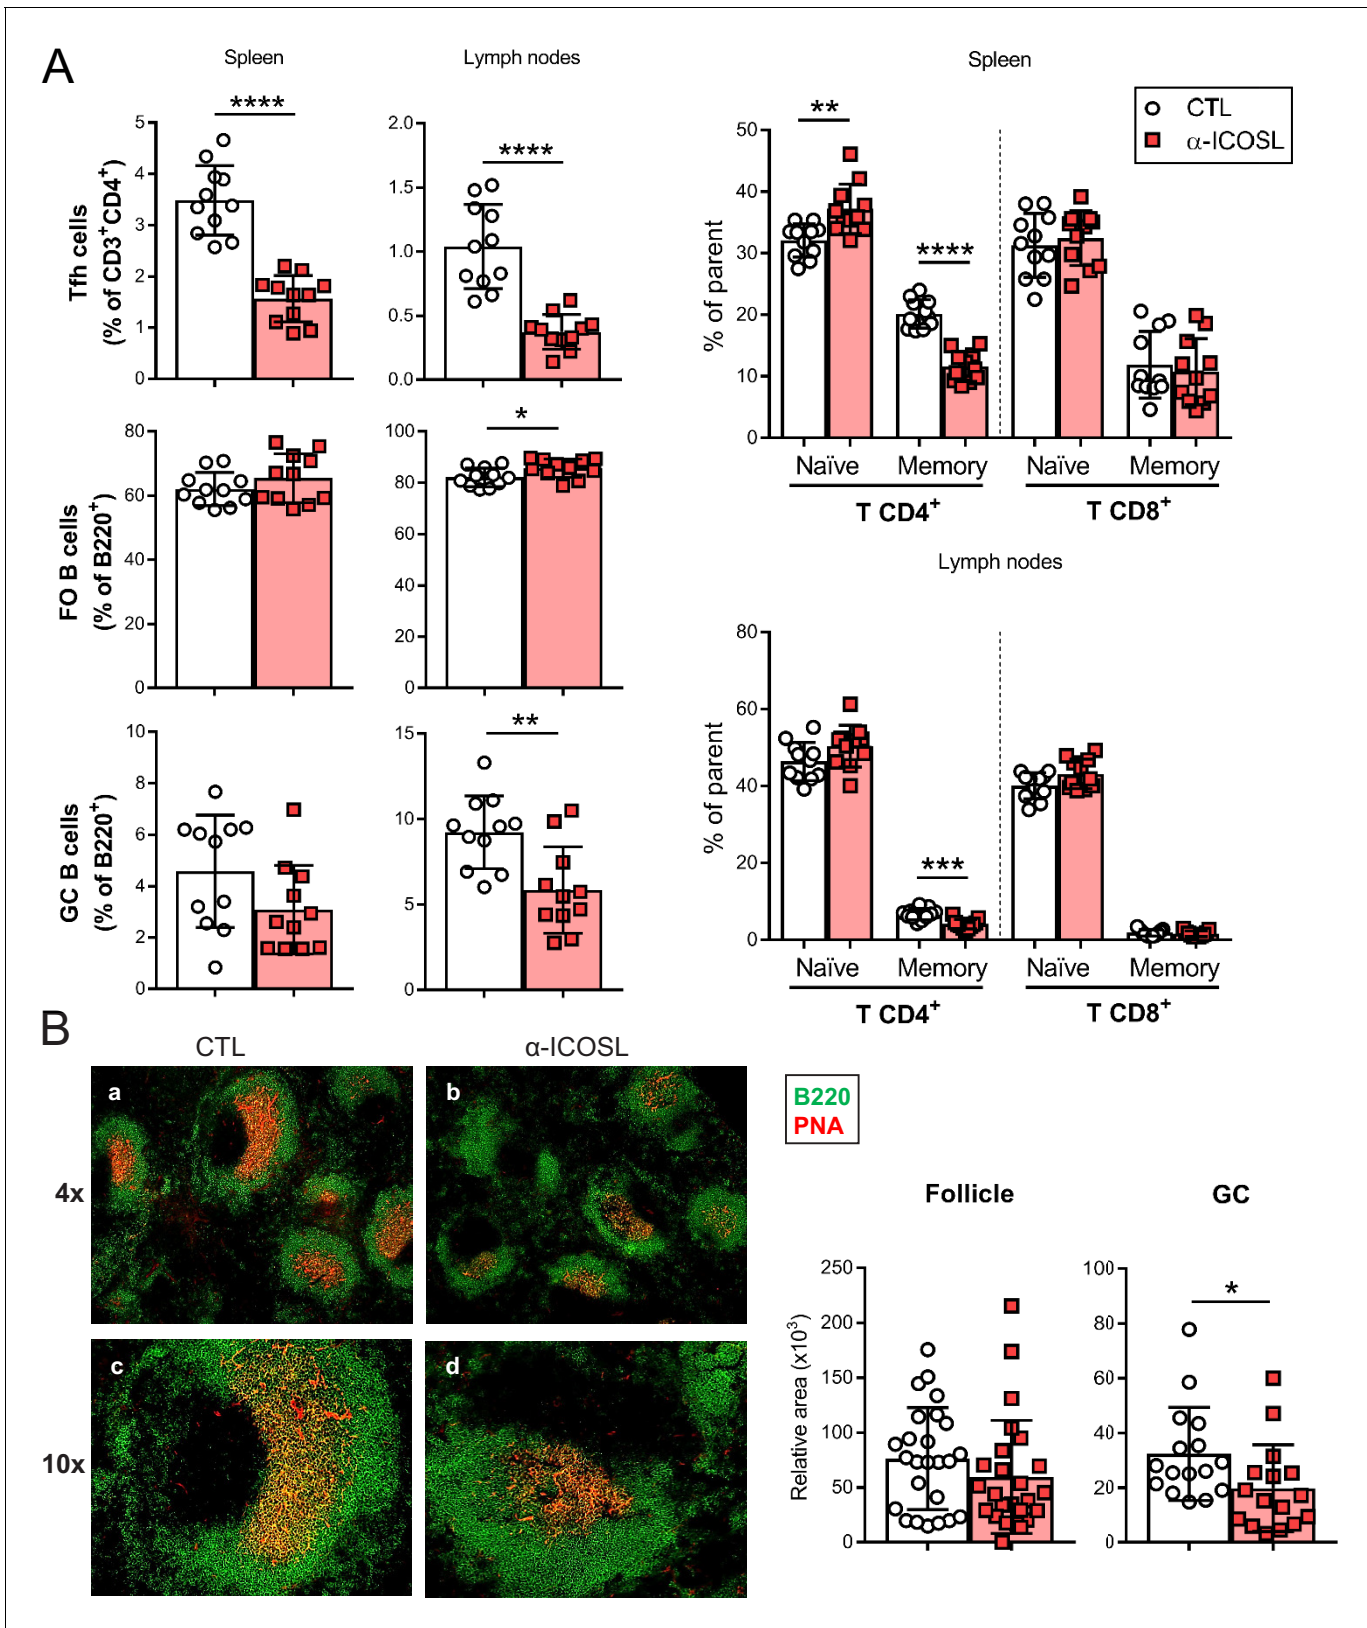 A
Spleen
Lymph nodes
Spleen
CTL
α-ICOSL
Tfh cells
(% of CD3⁺CD4⁺)
5
4
3
2
1
0
****
2.0
1.5
1.0
0.5
0.0
****
% of parent
50
40
30
20
10
0
**
****
Naïve
Memory
Naïve
Memory
T CD4⁺
T CD8⁺
FO B cells
(% of B220⁺)
80
60
40
20
0
100
80
60
40
20
0
*
Lymph nodes
% of parent
80
60
40
20
0
***
Naïve
Memory
Naïve
Memory
T CD4⁺
T CD8⁺
GC B cells
(% of B220⁺)
10
8
6
4
2
0
15
10
5
0
**
B
CTL
α-ICOSL
4x
10x
a
b
c
d
B220
PNA
Follicle
GC
Relative area (x10³)
250
200
150
100
50
0
100
80
60
40
20
0
*